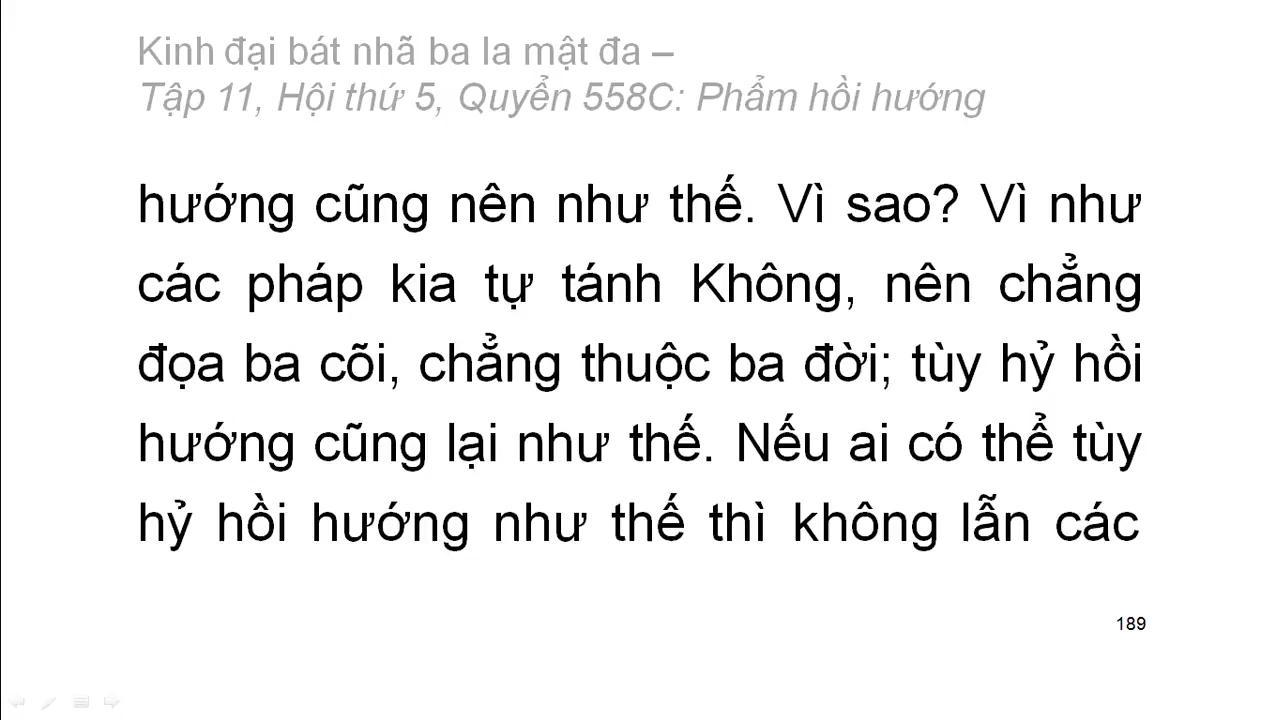 Kinh đại bát nhã ba la mật đa –
Tập 11, Hội thứ 5, Quyển 558C: Phẩm hồi hướng
hướng cũng nên như thế. Vì sao? Vì như
các pháp kia tự tánh Không, nên chẳng
đọa ba cõi, chẳng thuộc ba đời; tùy hỷ hồi
hướng cũng lại như thế. Nếu ai có thể tùy
hỷ hồi hướng như thế thì không lẫn các
189